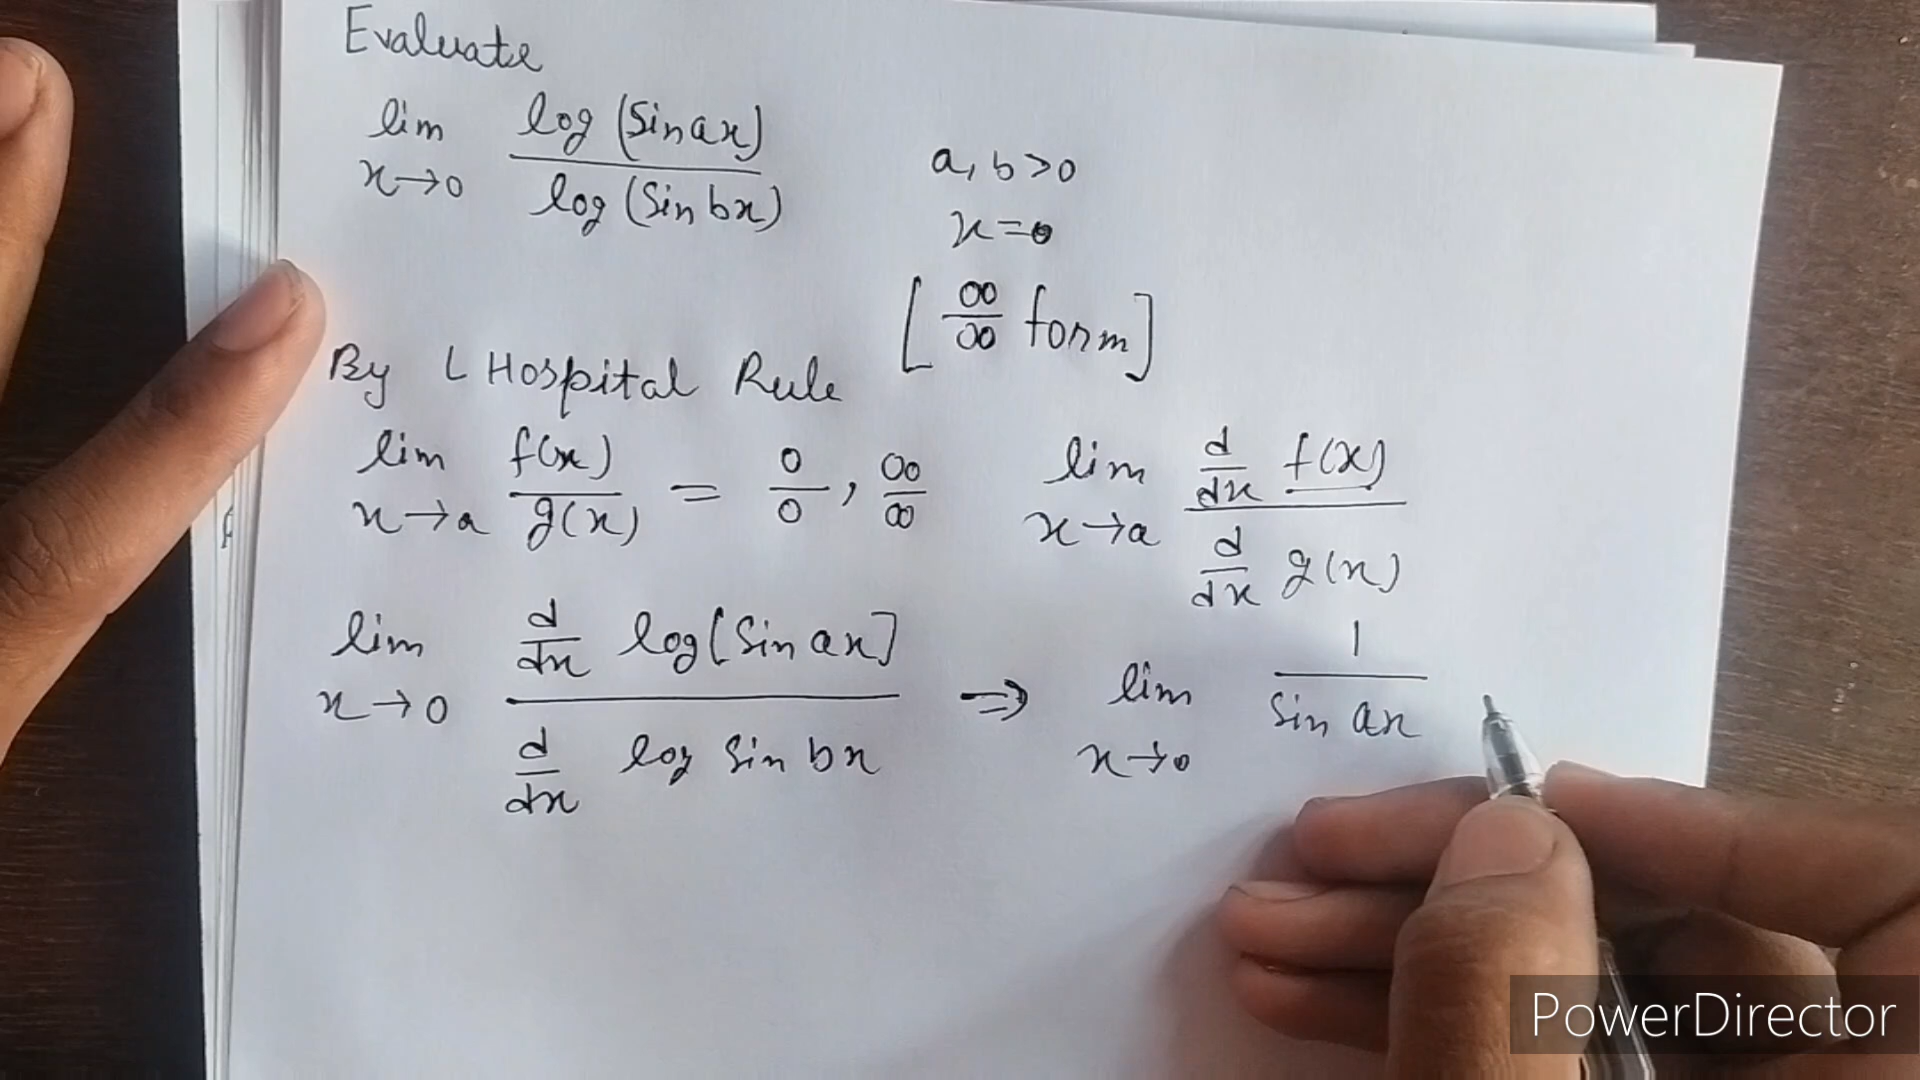 Evaluate
lim x→0 log (Sin ax) / log (Sin bx)
a, b > 0
x = 0
[ ∞/∞ form ]
By L Hospital Rule
lim x→a f(x) / g(x) = 0/0 , ∞/∞
lim x→a d/dx f(x) / d/dx g(x)
lim x→0 d/dx log [Sin ax] / d/dx log Sin bx ⇒ lim x→0 1 / Sin ax
PowerDirector